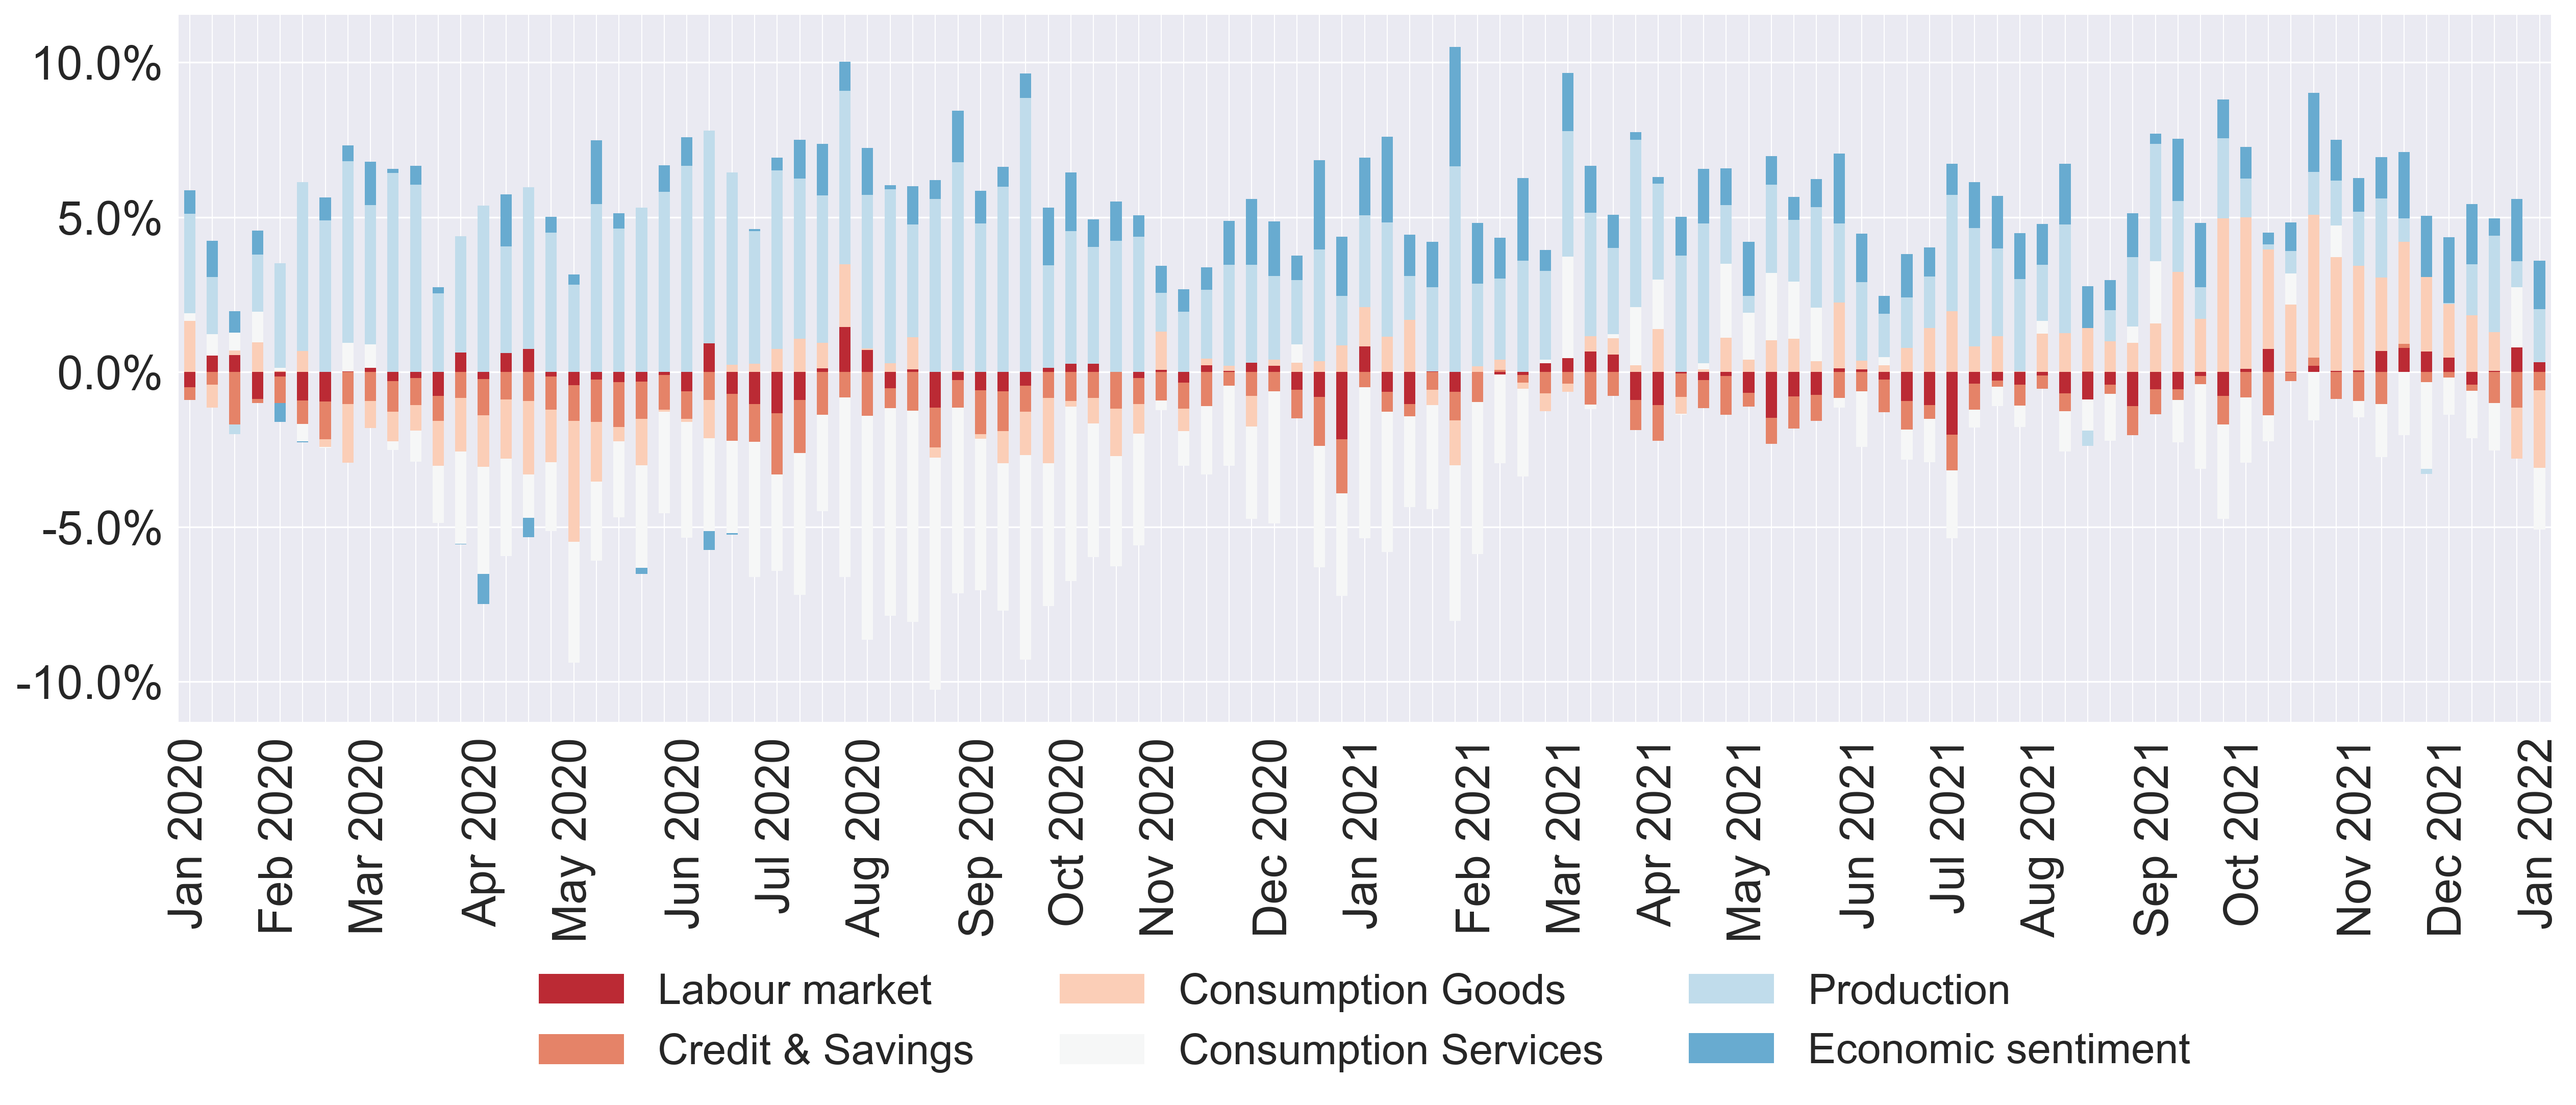 10.0%
5.0%
0.0%
-5.0%
-10.0%
Jan 2020
Feb 2020
Mar 2020
Apr 2020
May 2020
Jun 2020
Jul 2020
Aug 2020
Sep 2020
Oct 2020
Nov 2020
Dec 2020
Jan 2021
Feb 2021
Mar 2021
Apr 2021
May 2021
Jun 2021
Jul 2021
Aug 2021
Sep 2021
Oct 2021
Nov 2021
Dec 2021
Jan 2022
Labour market
Credit & Savings
Consumption Goods
Consumption Services
Production
Economic sentiment